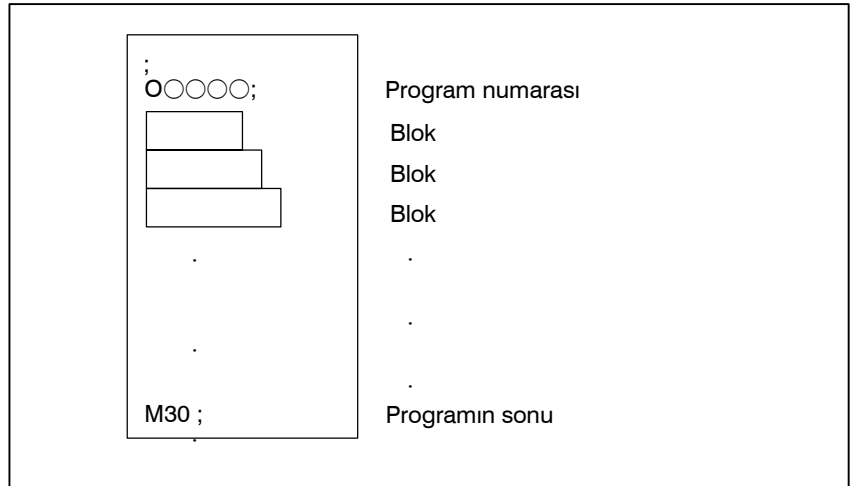 ;
O○○○○; Program numarası
Blok
Blok
Blok
. .
.
.
.
M30 ; Programın sonu
.